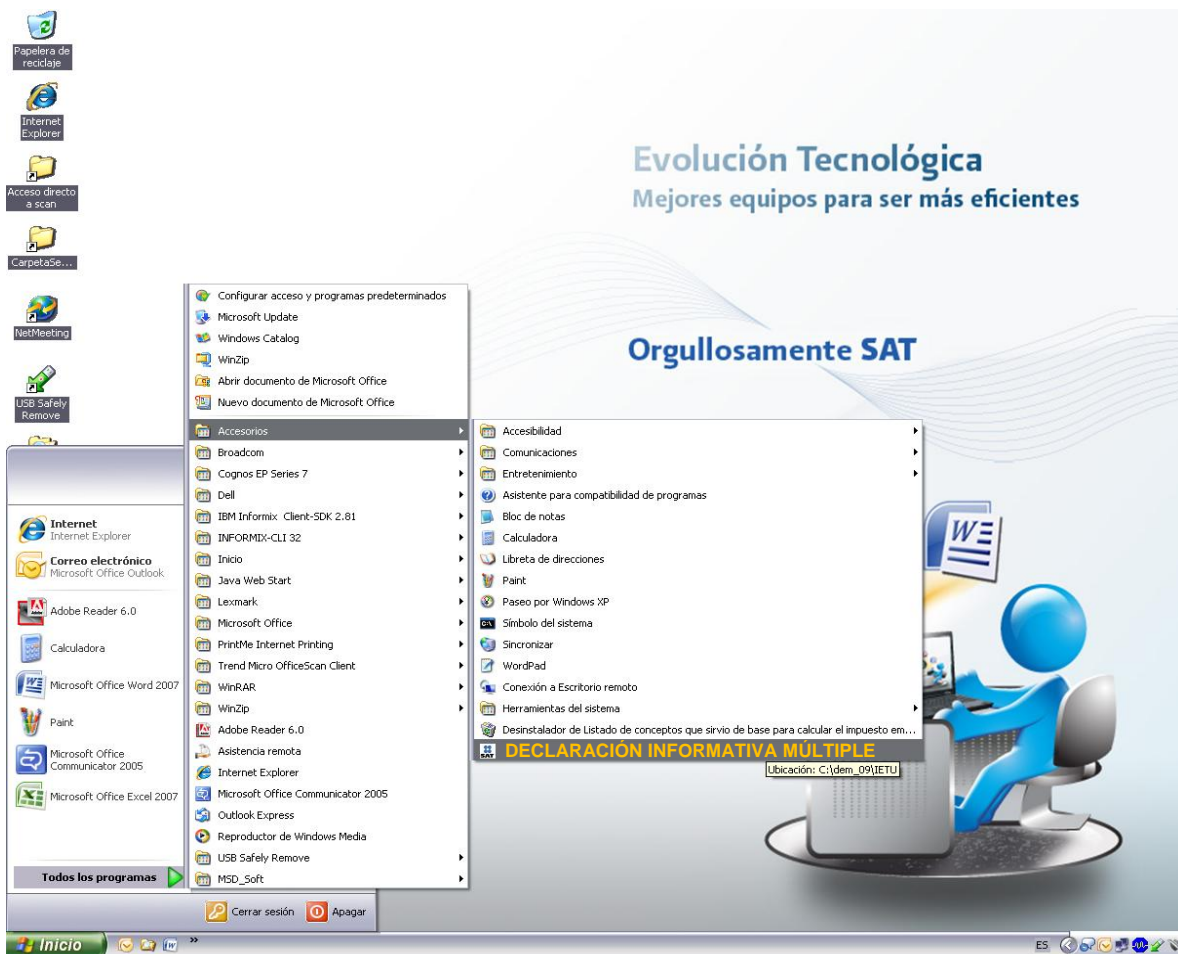 Papelera de
reciclaje
Internet
Explorer
Acceso directo
a scan
CarpetaSe...
NetMeeting
USB Safely
Remove
Evolución Tecnológica
Mejores equipos para ser más eficientes
Orgullosamente SAT
Internet
Internet Explorer
Correo electrónico
Microsoft Office Outlook
Adobe Reader 6.0
Calculadora
Microsoft Office Word 2007
Paint
Microsoft Office
Communicator 2005
Microsoft Office Excel 2007
Todos los programas
Configurar acceso y programas predeterminados
Microsoft Update
Windows Catalog
WinZip
Abrir documento de Microsoft Office
Nuevo documento de Microsoft Office
Accesorios
Broadcom
Cognos EP Series 7
Dell
IBM Informix Client-SDK 2.81
INFORMIX-CLI 32
Inicio
Java Web Start
Lexmark
Microsoft Office
PrintMe Internet Printing
Trend Micro OfficeScan Client
WinRAR
WinZip
Adobe Reader 6.0
Asistencia remota
Internet Explorer
Microsoft Office Communicator 2005
Outlook Express
Reproductor de Windows Media
USB Safely Remove
MSD_Soft
Accesibilidad
Comunicaciones
Entretenimiento
Asistente para compatibilidad de programas
Bloc de notas
Calculadora
Libreta de direcciones
Paint
Paseo por Windows XP
Símbolo del sistema
Sincronizar
WordPad
Conexión a Escritorio remoto
Herramientas del sistema
Desinstalador de Listado de conceptos que sirvio de base para calcular el impuesto em...
SAT DECLARACIÓN INFORMATIVA MÚLTIPLE
Ubicación: C:\dem_09\IETU
W
Cerrar sesión
Apagar
Inicio
»
ES